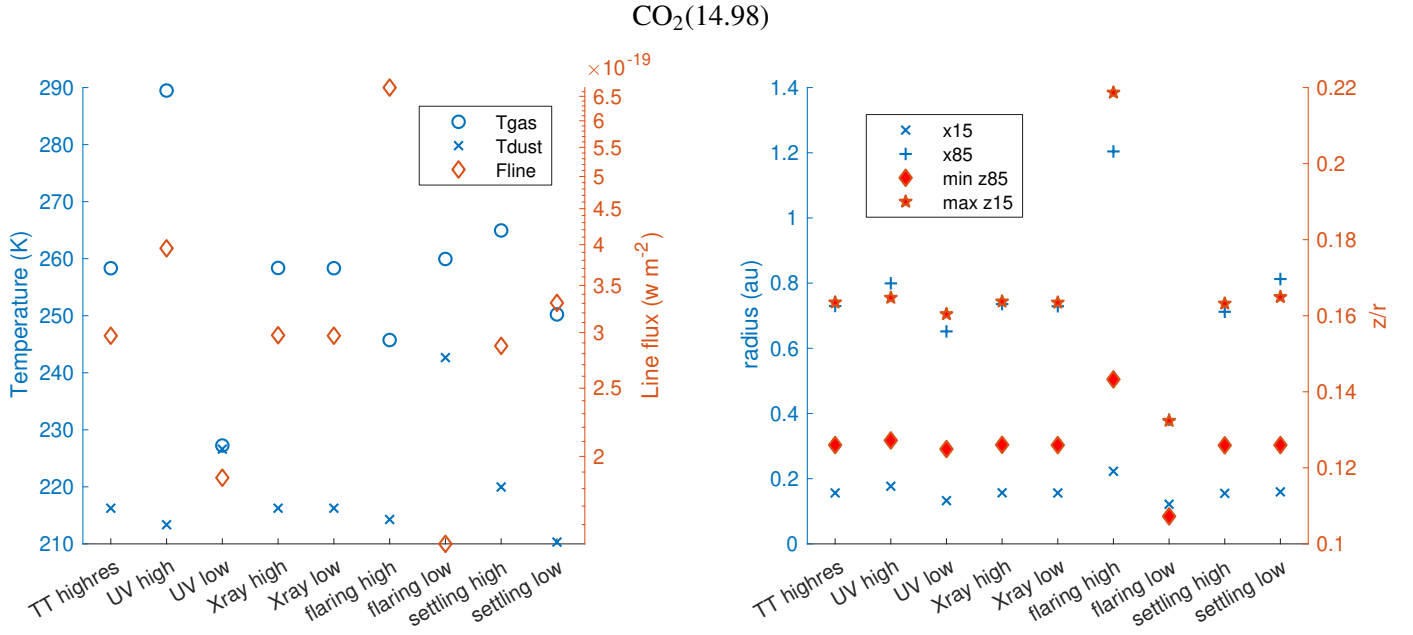 CO2(14.98)
×10-19
290
280
270
260
250
240
230
220
210
Temperature (K)
Tgas
Tdust
Fline
6.5
6
5.5
5
4.5
4
3.5
3
2.5
2
Line flux (w m-2)
TT highres
UV high
UV low
Xray high
Xray low
flaring high
flaring low
settling high
settling low
1.4
1.2
1
0.8
0.6
0.4
0.2
0
radius (au)
x15
x85
min z85
max z15
0.22
0.2
0.18
0.16
0.14
0.12
0.1
z/r
TT highres
UV high
UV low
Xray high
Xray low
flaring high
flaring low
settling high
settling low